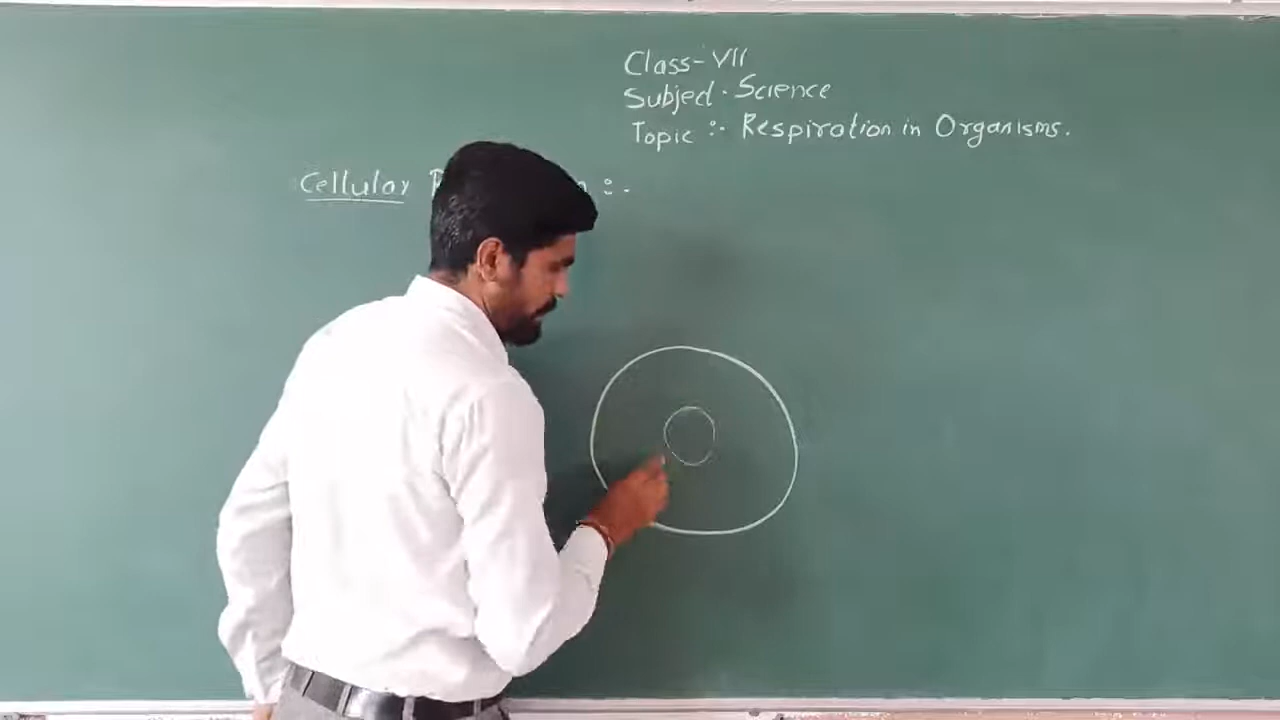 Class-VII
Subject. Science
Topic :- Respiration in Organisms.
Cellular :-